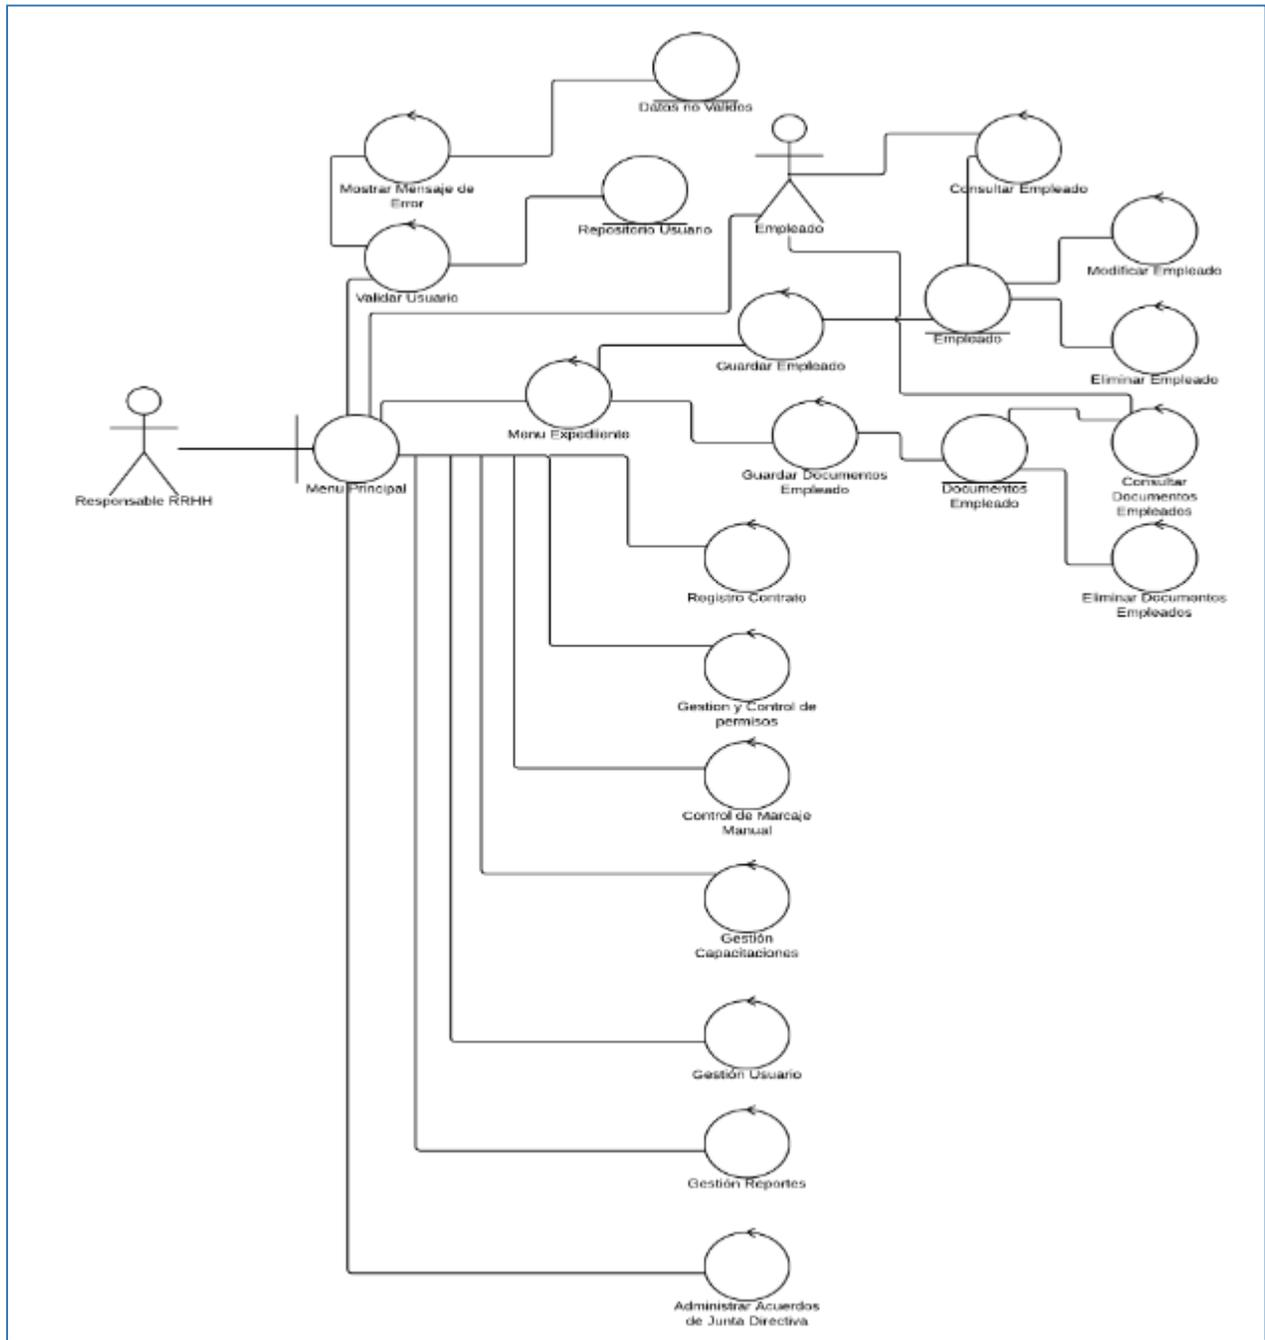 Datos no Validos
Mostrar Mensaje de
Error
Consultar Empleado
Repositorio Usuario
Empleado
Modificar Empleado
Validar Usuario
Empleado
Guardar Empleado
Eliminar Empleado
Menu Expediiente
Guardar Documentos
Empleado
Menu Principal
Responsable RRHH
Documentos
Empleado
Consultar
Documentos
Empleados
Registro Contrato
Eliminar Documentos
Empleados
Gestion y Control de
permisos
Control de Marcaje
Manual
Gestión
Capacitaciones
Gestión Usuario
Gestión Reportes
Administrar Acuerdos
de Junta Directiva